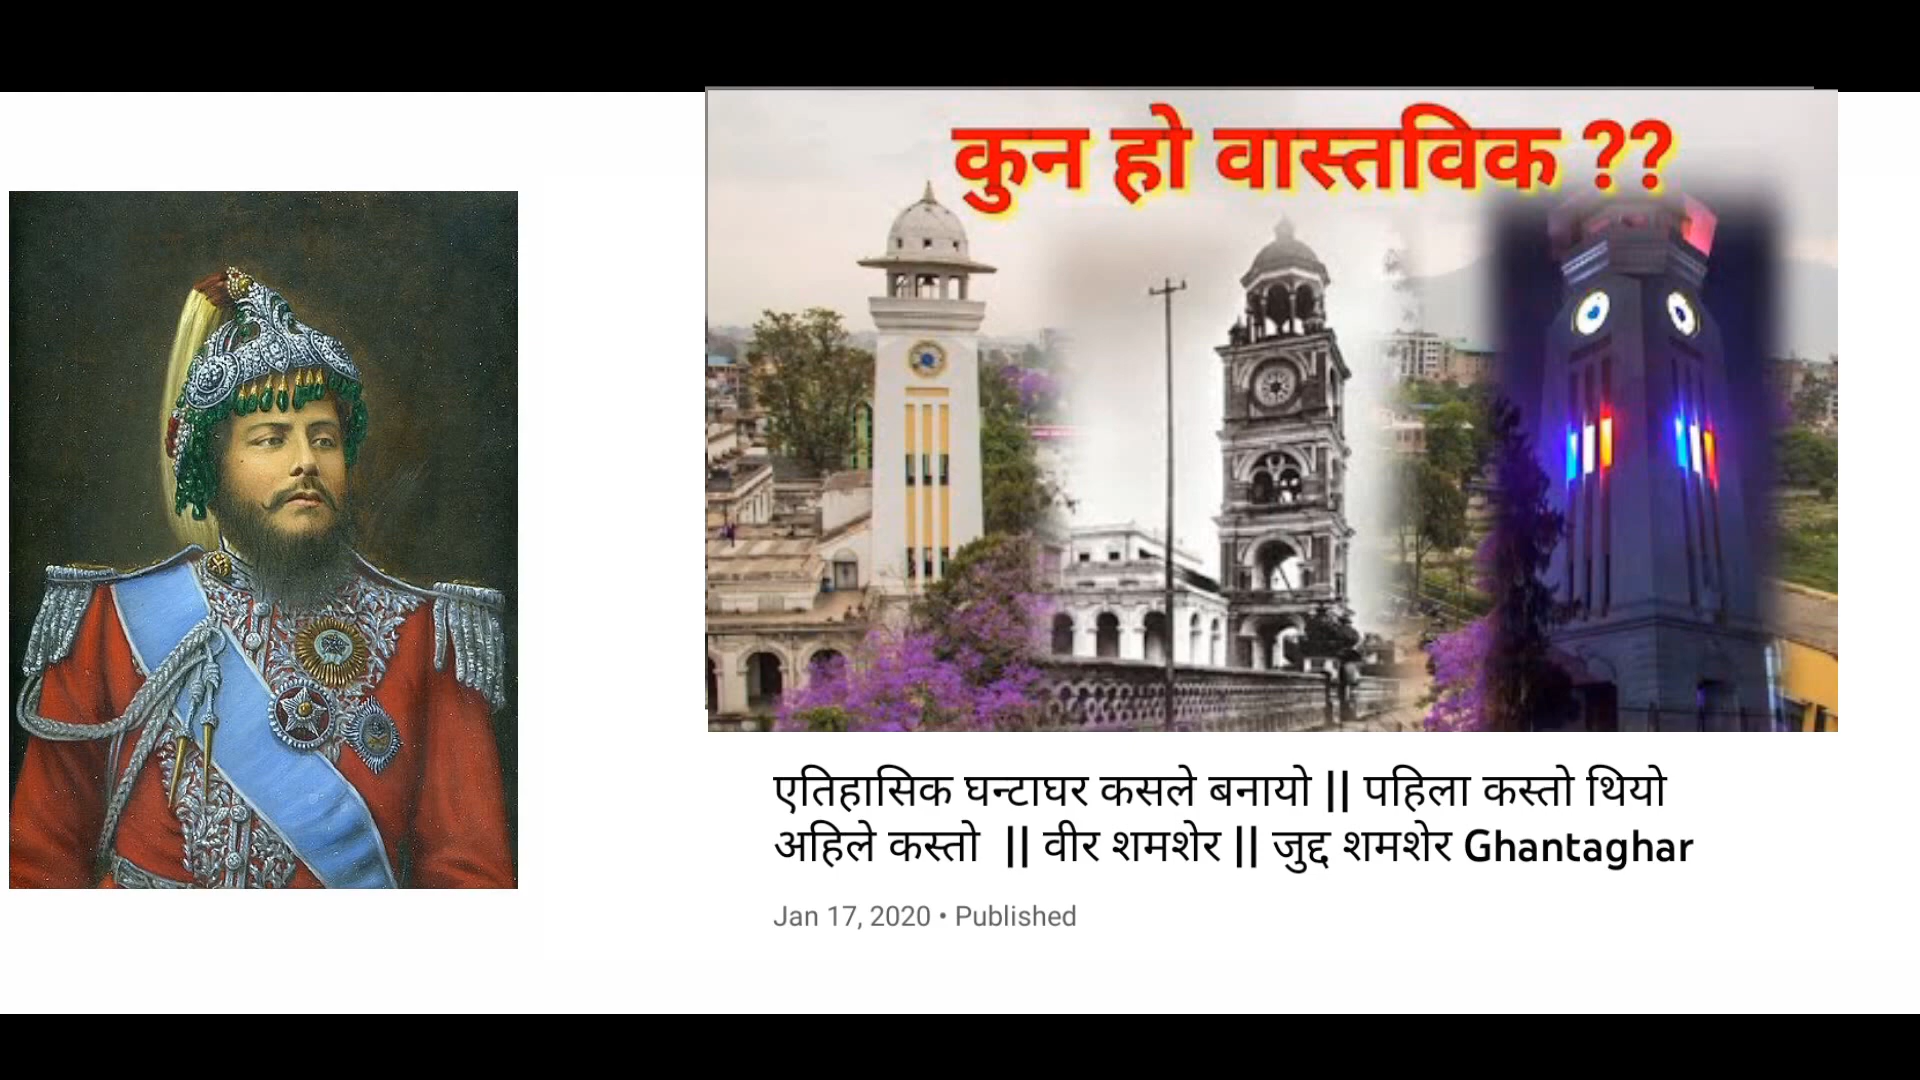 कुन हो वास्तविक ??
एतिहासिक घन्टाघर कसले बनायो || पहिला कस्तो थियो
अहिले कस्तो || वीर शमशेर || जुद्द शमशेर Ghantaghar
Jan 17, 2020 • Published